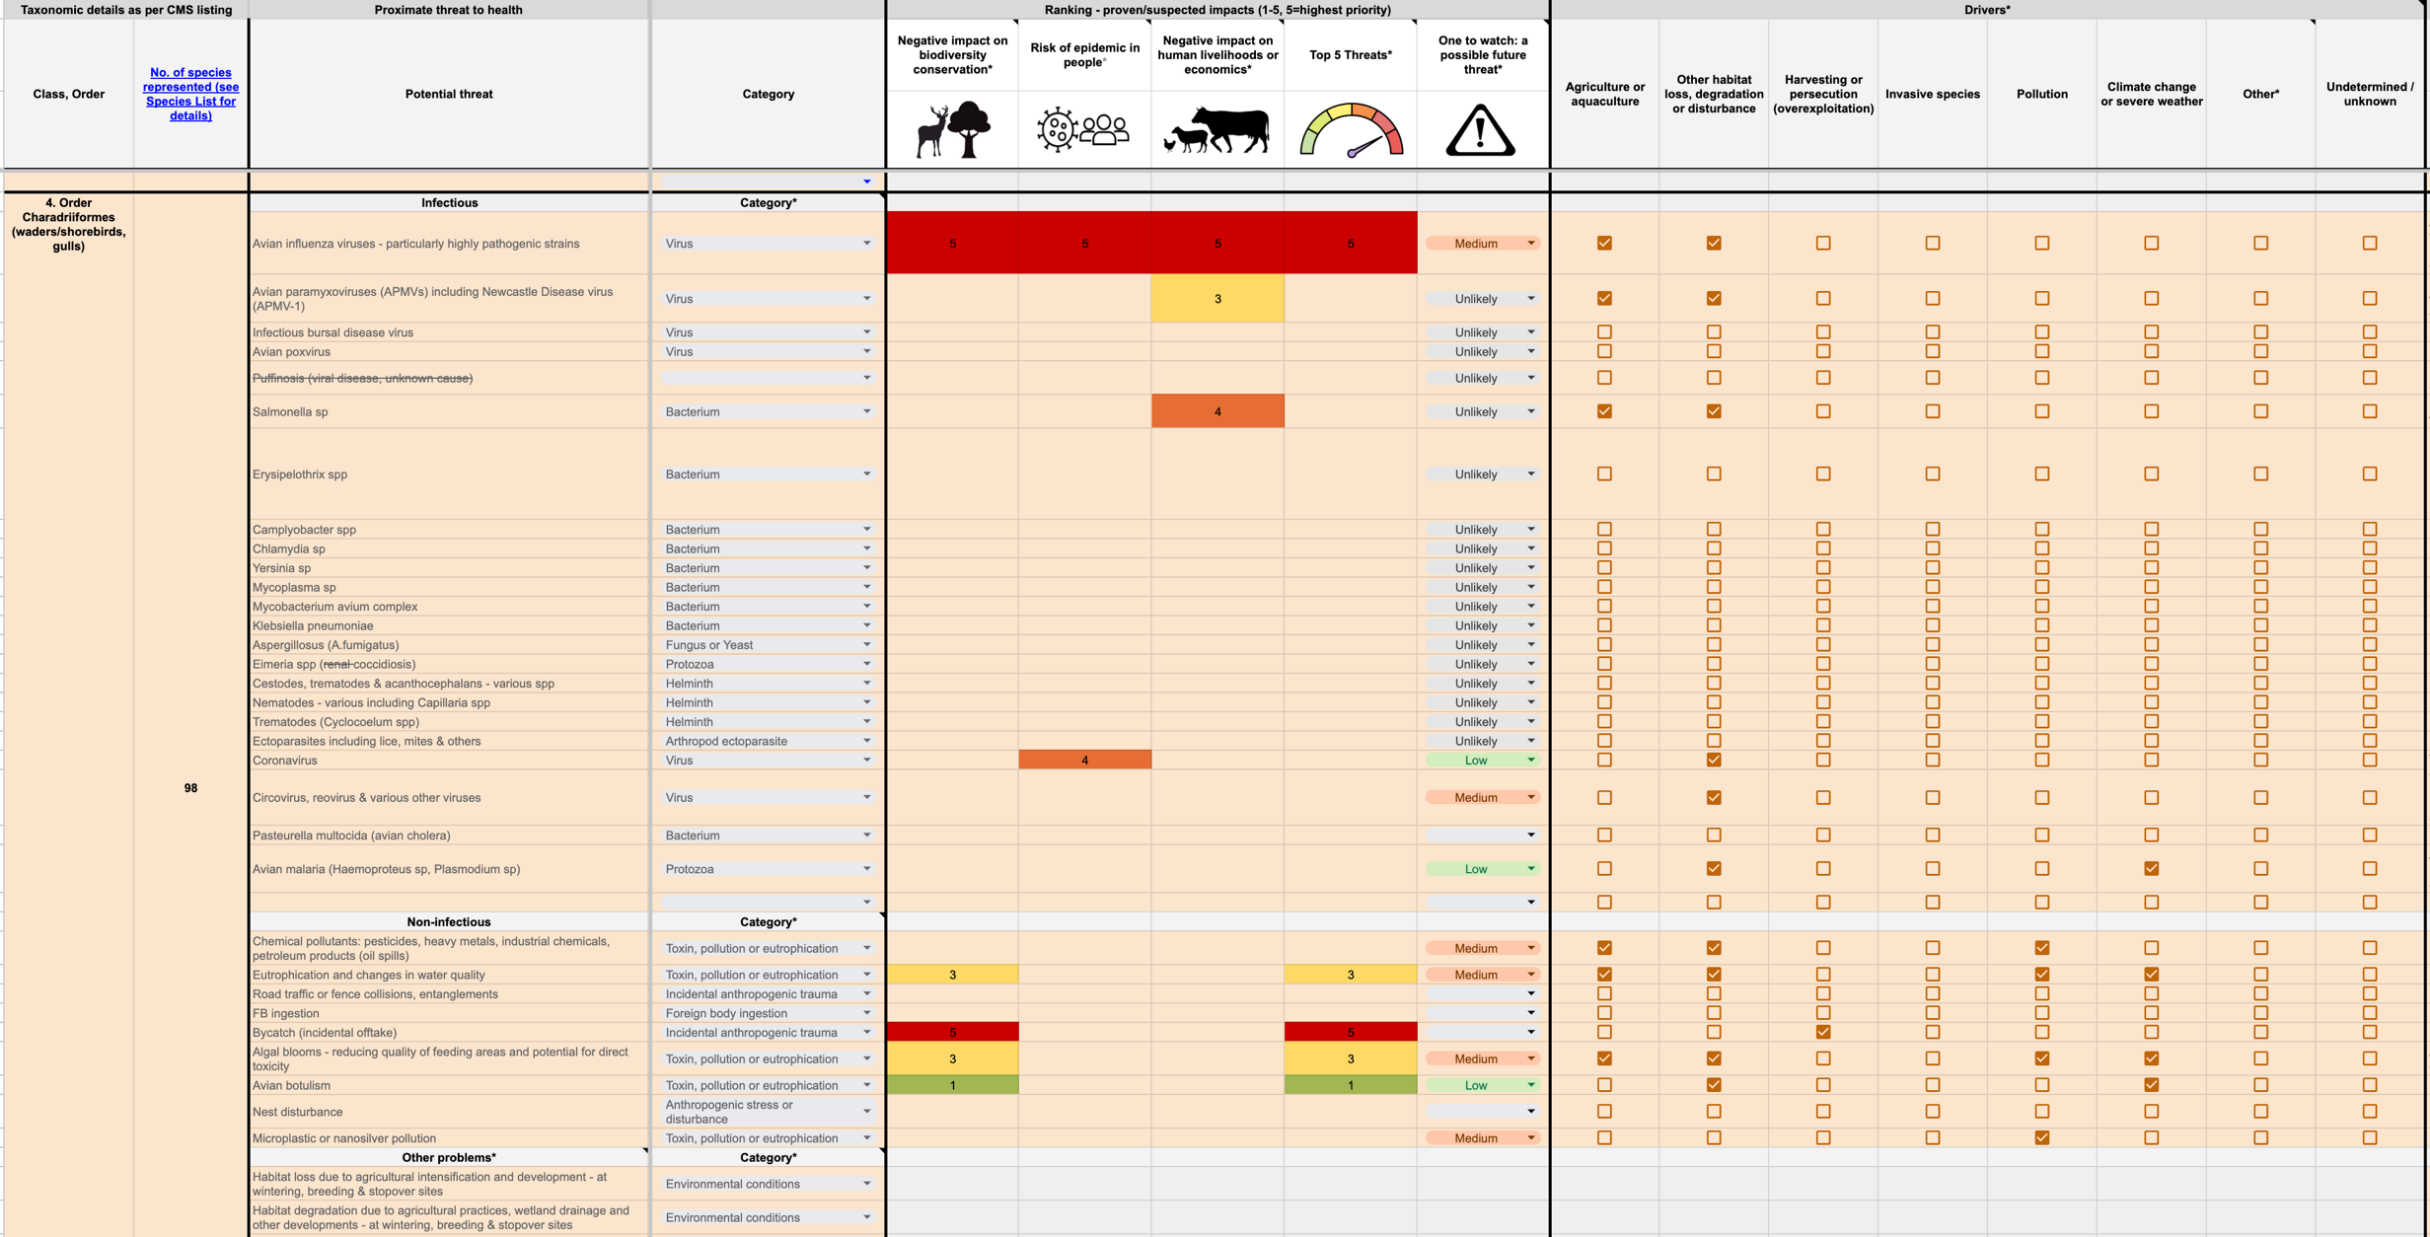 Taxonomic details as per CMS listing
Proximate threat to health
Ranking - proven/suspected impacts (1-5, 5=highest priority)
Drivers*
Class, Order
No. of species
represented (see
Species List for
details)
Potential threat
Category
Negative impact on
biodiversity
conservation*
Risk of epidemic in
people*
Negative impact on
human livelihoods or
economics*
Top 5 Threats*
One to watch: a
possible future
threat*
Agriculture or
aquaculture
Other habitat
loss, degradation
or disturbance
Harvesting or
persecution
(overexploitation)
Invasive species
Pollution
Climate change
or severe weather
Other*
Undetermined /
unknown
4. Order
Charadriiformes
(waders/shorebirds,
gulls)
98
Infectious Category*
Avian influenza viruses - particularly highly pathogenic strains Virus 5 5 5 5 Medium
Avian paramyxoviruses (APMVs) including Newcastle Disease virus
(APMV-1) Virus 3 Unlikely
Infectious bursal disease virus Virus Unlikely
Avian poxvirus Virus Unlikely
Puffinosis (viral disease, unknown cause) Unlikely
Salmonella sp Bacterium 4 Unlikely
Erysipelothrix spp Bacterium Unlikely
Camplyobacter spp Bacterium Unlikely
Chlamydia sp Bacterium Unlikely
Yersinia sp Bacterium Unlikely
Mycoplasma sp Bacterium Unlikely
Mycobacterium avium complex Bacterium Unlikely
Klebsiella pneumoniae Bacterium Unlikely
Aspergillosus (A.fumigatus) Fungus or Yeast Unlikely
Eimeria spp (renal coccidiosis) Protozoa Unlikely
Cestodes, trematodes & acanthocephalans - various spp Helminth Unlikely
Nematodes - various including Capillaria spp Helminth Unlikely
Trematodes (Cyclocoelum spp) Helminth Unlikely
Ectoparasites including lice, mites & others Arthropod ectoparasite Unlikely
Coronavirus Virus 4 Low
Circovirus, reovirus & various other viruses Virus Medium
Pasteurella multocida (avian cholera) Bacterium
Avian malaria (Haemoproteus sp, Plasmodium sp) Protozoa Low
Non-infectious Category*
Chemical pollutants: pesticides, heavy metals, industrial chemicals,
petroleum products (oil spills) Toxin, pollution or eutrophication Medium
Eutrophication and changes in water quality Toxin, pollution or eutrophication 3 3 Medium
Road traffic or fence collisions, entanglements Incidental anthropogenic trauma
FB ingestion Foreign body ingestion
Bycatch (incidental offtake) Incidental anthropogenic trauma 5 5
Algal blooms - reducing quality of feeding areas and potential for direct
toxicity Toxin, pollution or eutrophication 3 3 Medium
Avian botulism Toxin, pollution or eutrophication 1 1 Low
Nest disturbance Anthropogenic stress or
disturbance
Microplastic or nanosilver pollution Toxin, pollution or eutrophication Medium
Other problems* Category*
Habitat loss due to agricultural intensification and development - at
wintering, breeding & stopover sites Environmental conditions
Habitat degradation due to agricultural practices, wetland drainage and
other developments - at wintering, breeding & stopover sites Environmental conditions